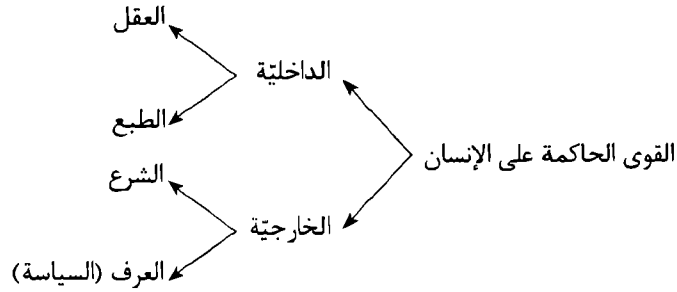 العقل
الداخليّة
الطبع
القوى الحاكمة على الإنسان
الشرع
الخارجيّة
العرف (السياسة)